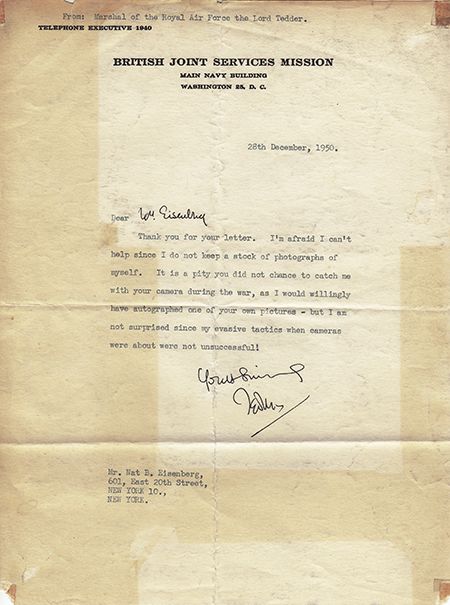 From: Marshal of the Royal Air Force the Lord Tedder.
TELEPHONE EXECUTIVE 1940
BRITISH JOINT SERVICES MISSION
MAIN NAVY BUILDING
WASHINGTON 25, D. C.
28th December, 1950.
Dear Mr. Eisenberg
Thank you for your letter. I'm afraid I can't
help since I do not keep a stock of photographs of
myself. It is a pity you did not chance to catch me
with your camera during the war, as I would willingly
have autographed one of your own pictures - but I am
not surprised since my evasive tactics when cameras
were about were not unsuccessful!
Yours Sincerely
Tedder
Mr. Nat B. Eisenberg,
601, East 20th Street,
NEW YORK 10.,
NEW YORK.